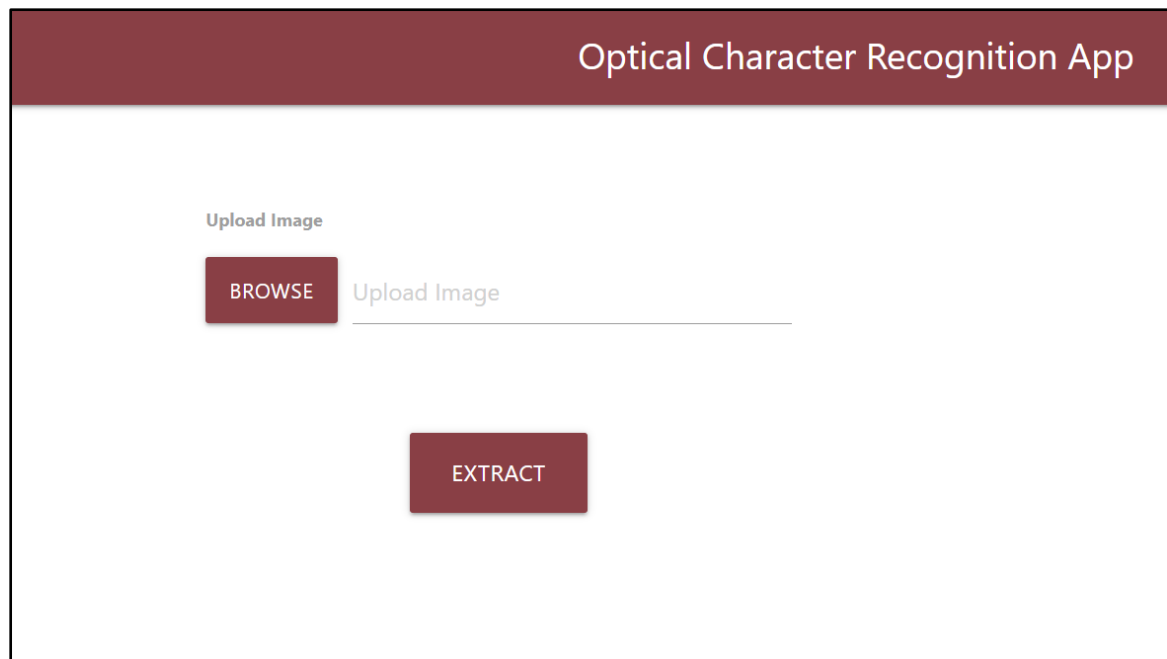 Optical Character Recognition App
Upload Image
BROWSE Upload Image
EXTRACT